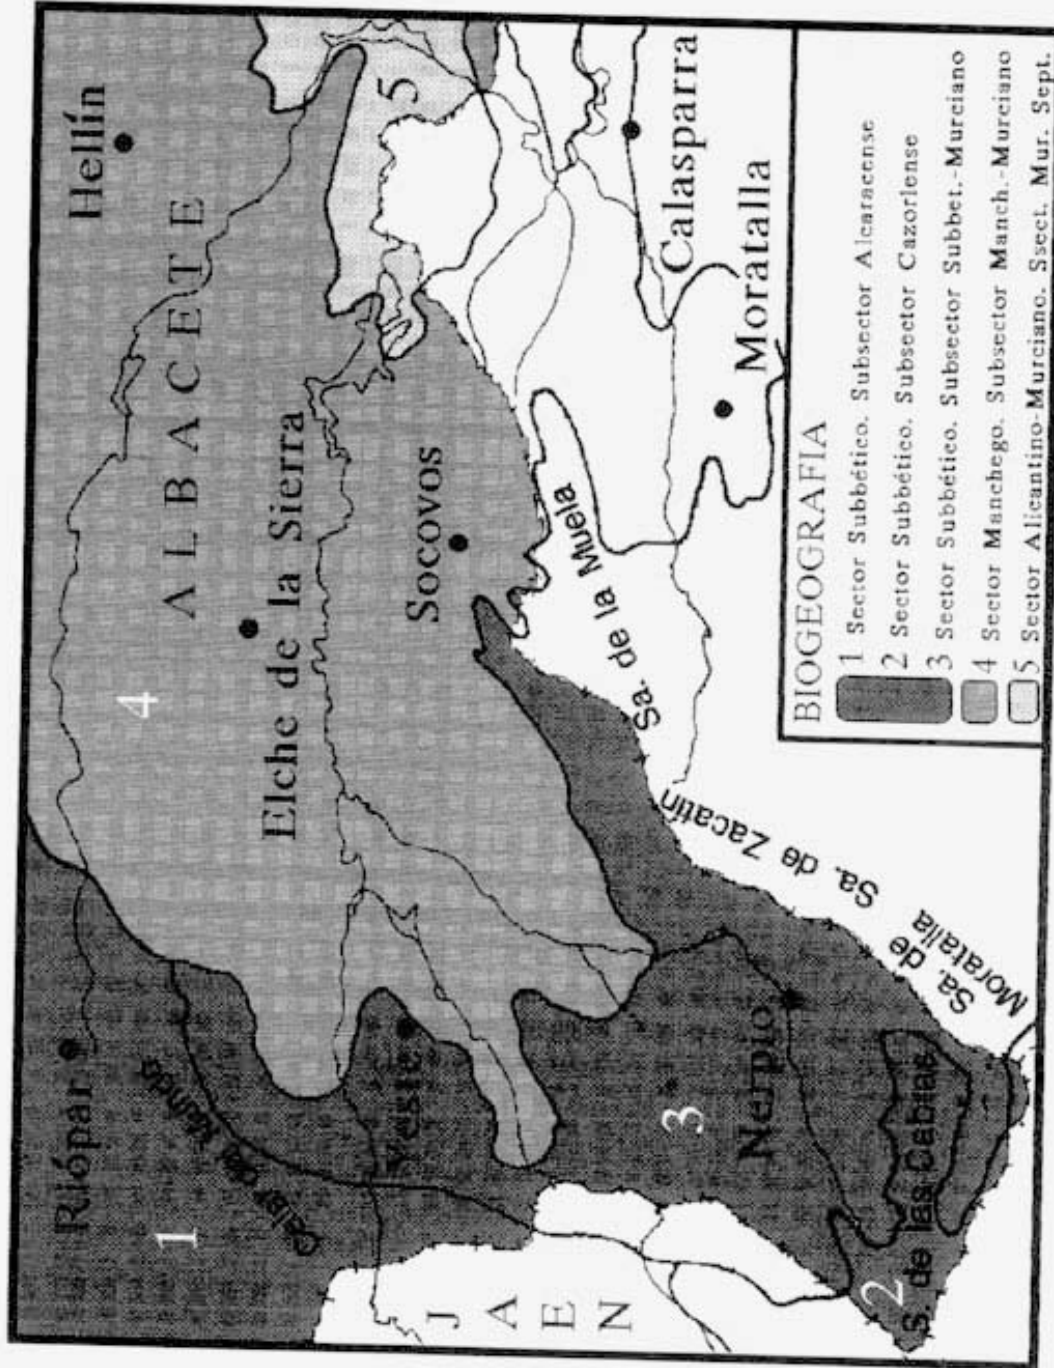 Hellín
ALBACETE
Riópar
4
1
Calar del Mundo
Elche de la Sierra
5
Yeste
Socovos
Calasparra
JAEN
3
Sa. de la Muela
Moratalla
Nerpio
Sa. de Zacatín
2
S. de las Cabras
Sa. de
Moratalla
BIOGEOGRAFIA
1 Sector Subbético. Subsector Alcaracense
2 Sector Subbético. Subsector Cazorlense
3 Sector Subbético. Subsector Subbet.-Murciano
4 Sector Manchego. Subsector Manch.-Murciano
5 Sector Alicantino-Murciano. Ssect. Mur. Sept.